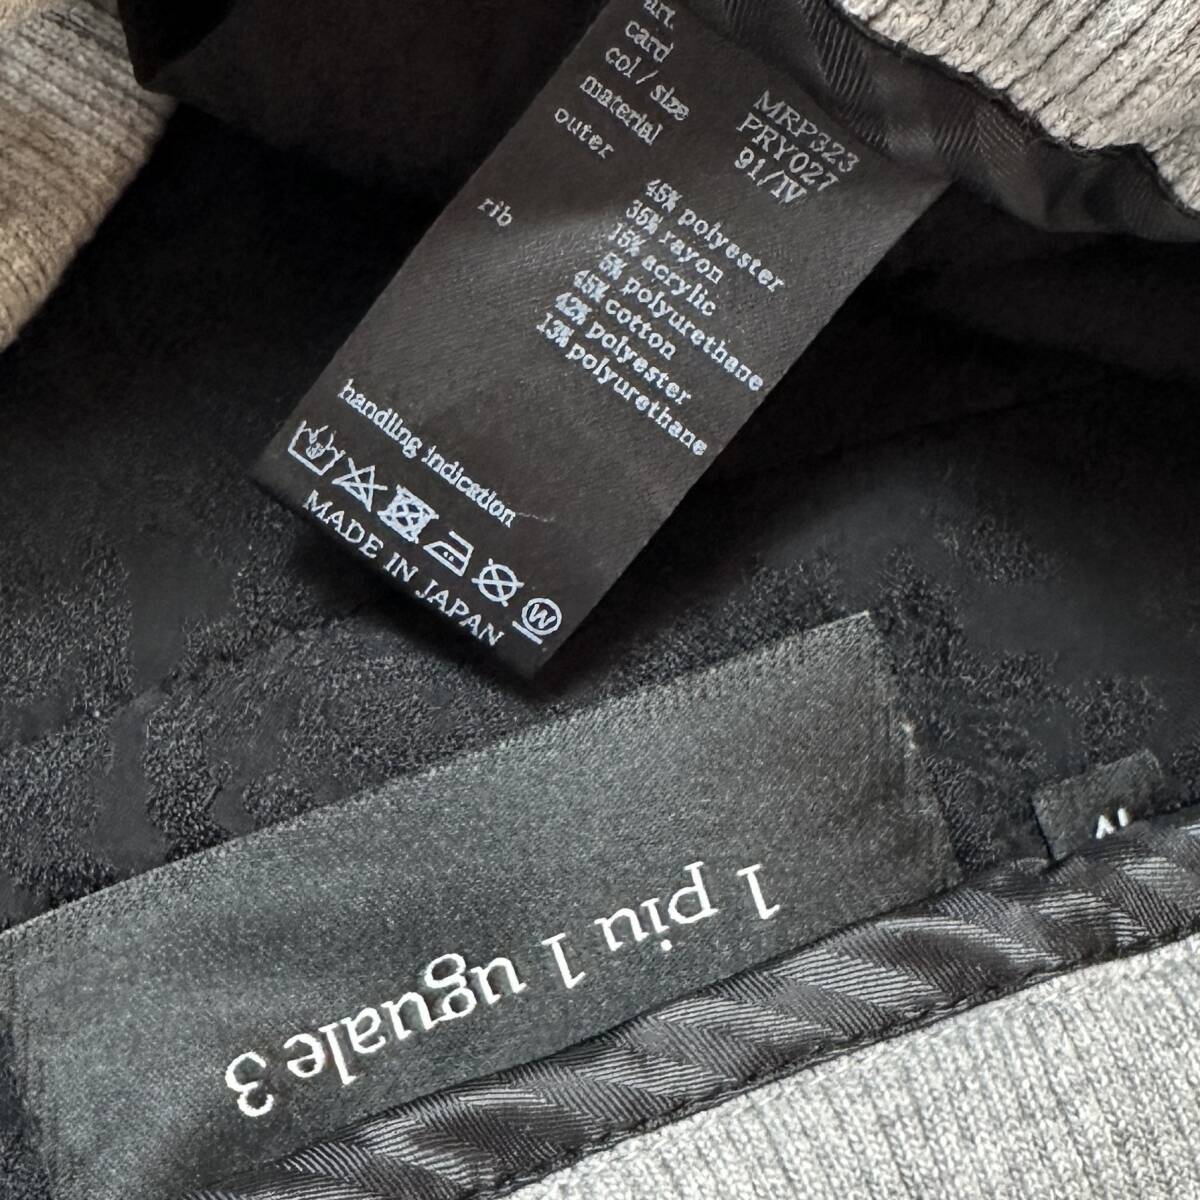 art.
card MRP323
col / size PRY027
material 91/IV
outer 45% polyester
35% rayon
15% acrylic
5% polyurethane
rib 45% cotton
42% polyester
13% polyurethane
handling indication
W
MADE IN JAPAN
1 piu 1 uguale 3
IV